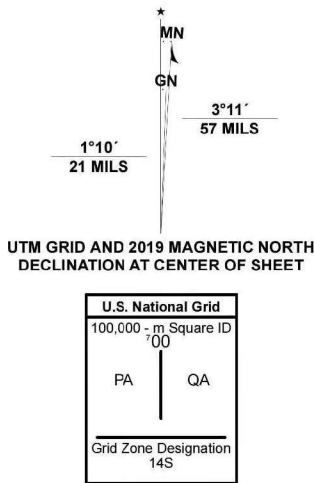 MN
GN
3°11´
57 MILS
1°10´
21 MILS
UTM GRID AND 2019 MAGNETIC NORTH
DECLINATION AT CENTER OF SHEET
U.S. National Grid
100,000 - m Square ID
⁷00
PA QA
Grid Zone Designation
14S